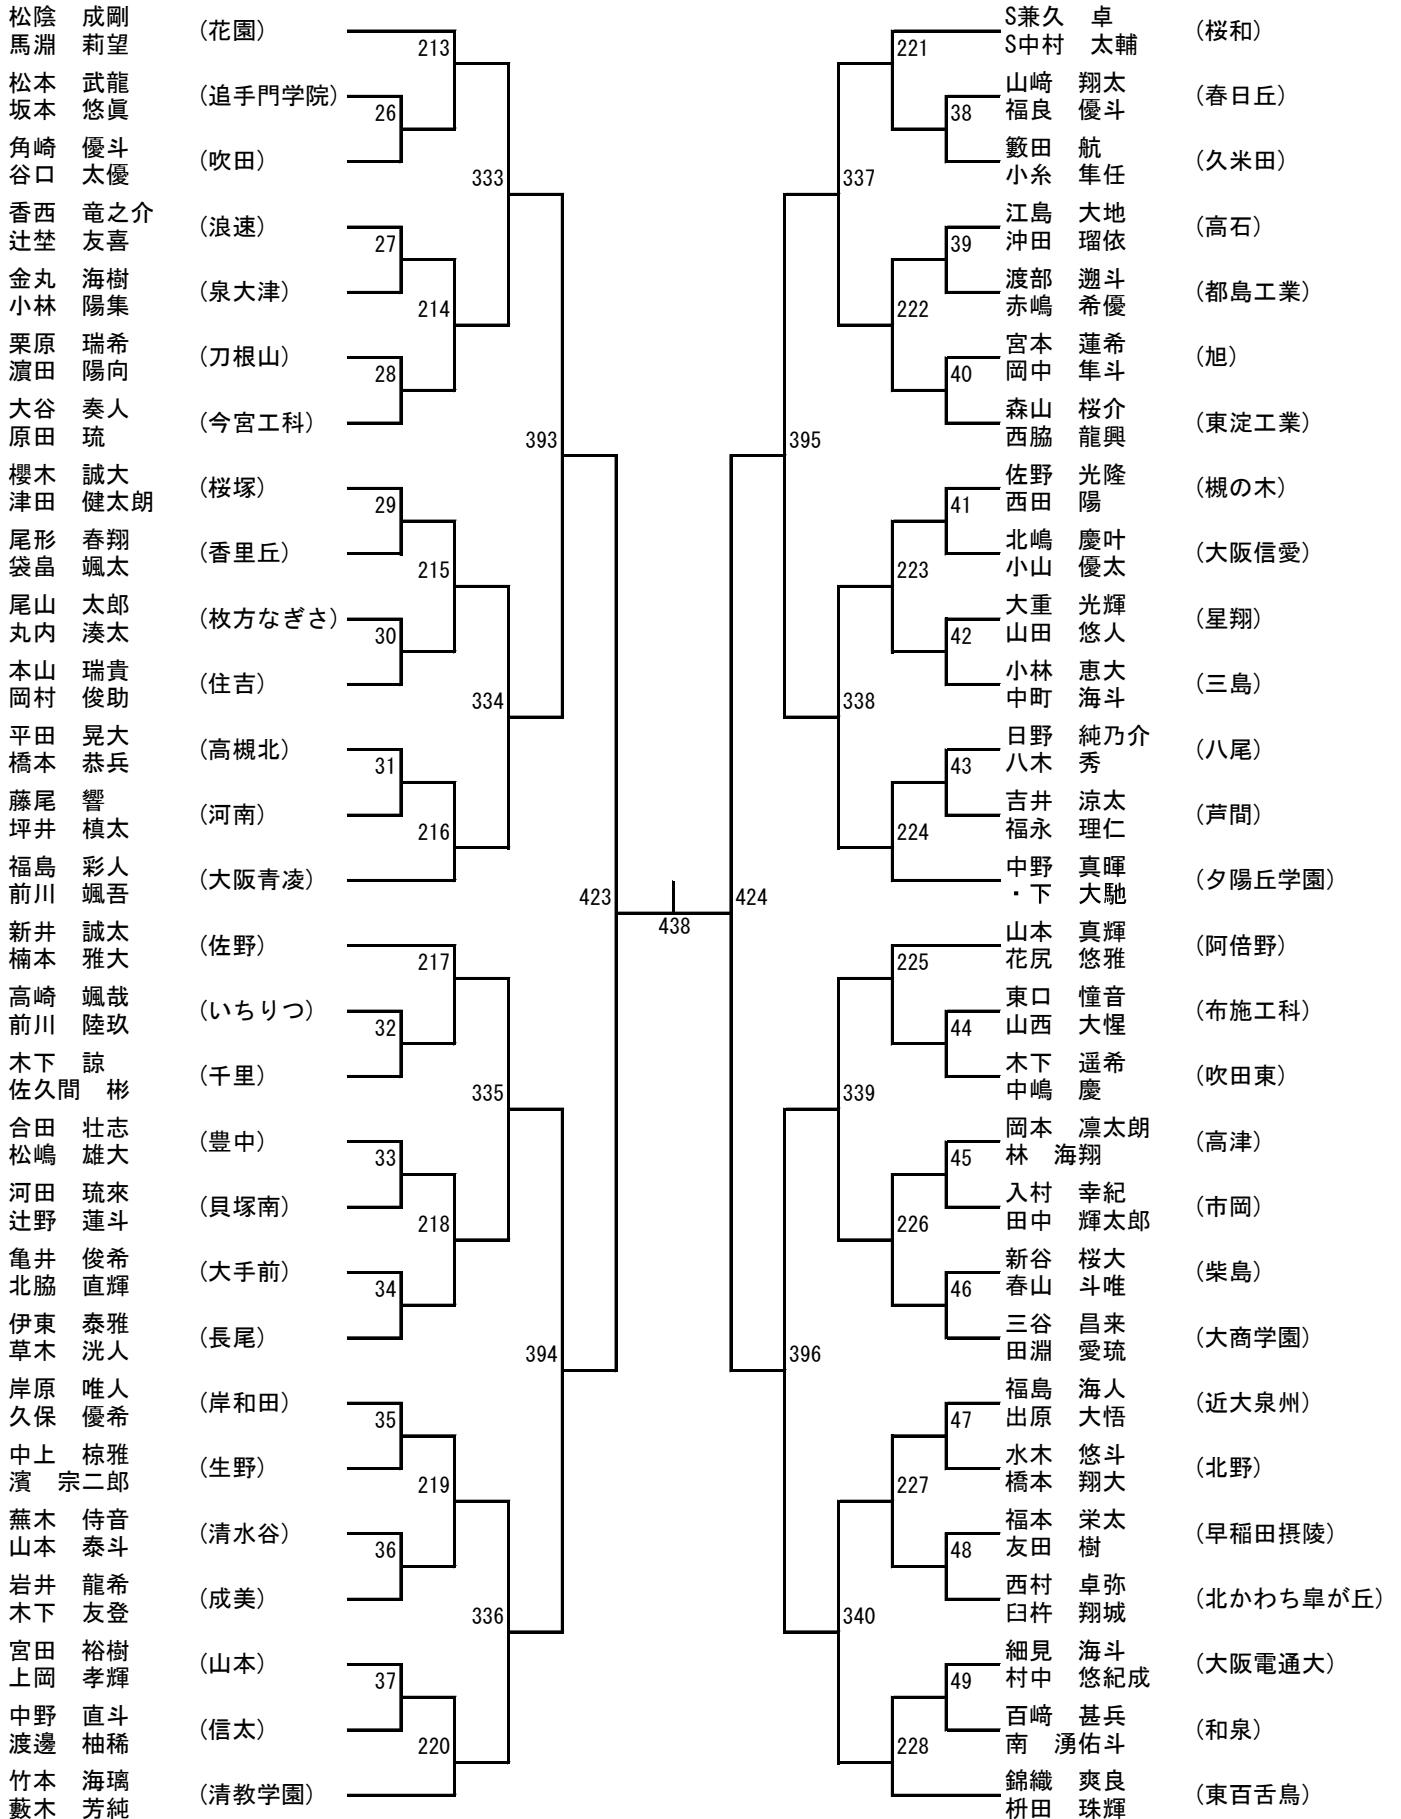 松陰　成剛
馬淵　莉望
(花園)
213
松本　武龍
坂本　悠眞
(追手門学院)
26
角崎　優斗
谷口　太優
(吹田)
333
香西　竜之介
辻埜　友喜
(浪速)
27
金丸　海樹
小林　陽集
(泉大津)
214
栗原　瑞希
濵田　陽向
(刀根山)
28
大谷　奏人
原田　琉
(今宮工科)
393
櫻木　誠大
津田　健太朗
(桜塚)
29
尾形　春翔
袋畠　颯太
(香里丘)
215
尾山　太郎
丸内　湊太
(枚方なぎさ)
30
本山　瑞貴
岡村　俊助
(住吉)
334
平田　晃大
橋本　恭兵
(高槻北)
31
藤尾　響
坪井　槙太
(河南)
216
福島　彩人
前川　颯吾
(大阪青凌)
423
新井　誠太
楠本　雅大
(佐野)
217
高崎　颯哉
前川　陸玖
(いちりつ)
32
木下　諒
佐久間　彬
(千里)
335
合田　壮志
松嶋　雄大
(豊中)
33
河田　琉來
辻野　蓮斗
(貝塚南)
218
亀井　俊希
北脇　直輝
(大手前)
34
伊東　泰雅
草木　洸人
(長尾)
394
岸原　唯人
久保　優希
(岸和田)
35
中上　椋雅
濱　宗二郎
(生野)
219
蕪木　侍音
山本　泰斗
(清水谷)
36
岩井　龍希
木下　友登
(成美)
336
宮田　裕樹
上岡　孝輝
(山本)
37
中野　直斗
渡邊　柚稀
(信太)
220
竹本　海璃
藪木　芳純
(清教学園)
438
S兼久　卓
S中村　太輔
(桜和)
221
山﨑　翔太
福良　優斗
(春日丘)
38
籔田　航
小糸　隼任
(久米田)
337
江島　大地
沖田　瑠依
(高石)
39
渡部　遡斗
赤嶋　希優
(都島工業)
222
宮本　蓮希
岡中　隼斗
(旭)
40
森山　桜介
西脇　龍興
(東淀工業)
395
佐野　光隆
西田　陽
(槻の木)
41
北嶋　慶叶
小山　優太
(大阪信愛)
223
大重　光輝
山田　悠人
(星翔)
42
小林　恵大
中町　海斗
(三島)
338
日野　純乃介
八木　秀
(八尾)
43
吉井　涼太
福永　理仁
(芦間)
224
中野　真暉
・下　大馳
(夕陽丘学園)
424
山本　真輝
花尻　悠雅
(阿倍野)
225
東口　憧音
山西　大惺
(布施工科)
44
木下　遥希
中嶋　慶
(吹田東)
339
岡本　凛太朗
林　海翔
(高津)
45
入村　幸紀
田中　輝太郎
(市岡)
226
新谷　桜大
春山　斗唯
(柴島)
46
三谷　昌来
田淵　愛琉
(大商学園)
396
福島　海人
出原　大悟
(近大泉州)
47
水木　悠斗
橋本　翔大
(北野)
227
福本　栄太
友田　樹
(早稲田摂陵)
48
西村　卓弥
臼杵　翔城
(北かわち皐が丘)
340
細見　海斗
村中　悠紀成
(大阪電通大)
49
百﨑　甚兵
南　湧佑斗
(和泉)
228
錦織　爽良
枡田　珠輝
(東百舌鳥)